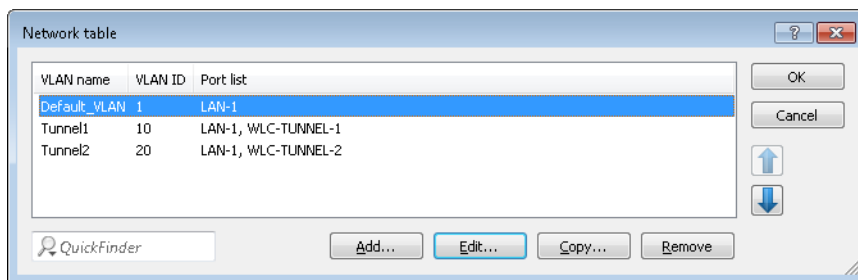 Network table
VLAN name VLAN ID Port list
Default_VLAN 1 LAN-1
Tunnel1 10 LAN-1, WLC-TUNNEL-1
Tunnel2 20 LAN-1, WLC-TUNNEL-2
OK
Cancel
QuickFinder
Add... Edit... Copy... Remove